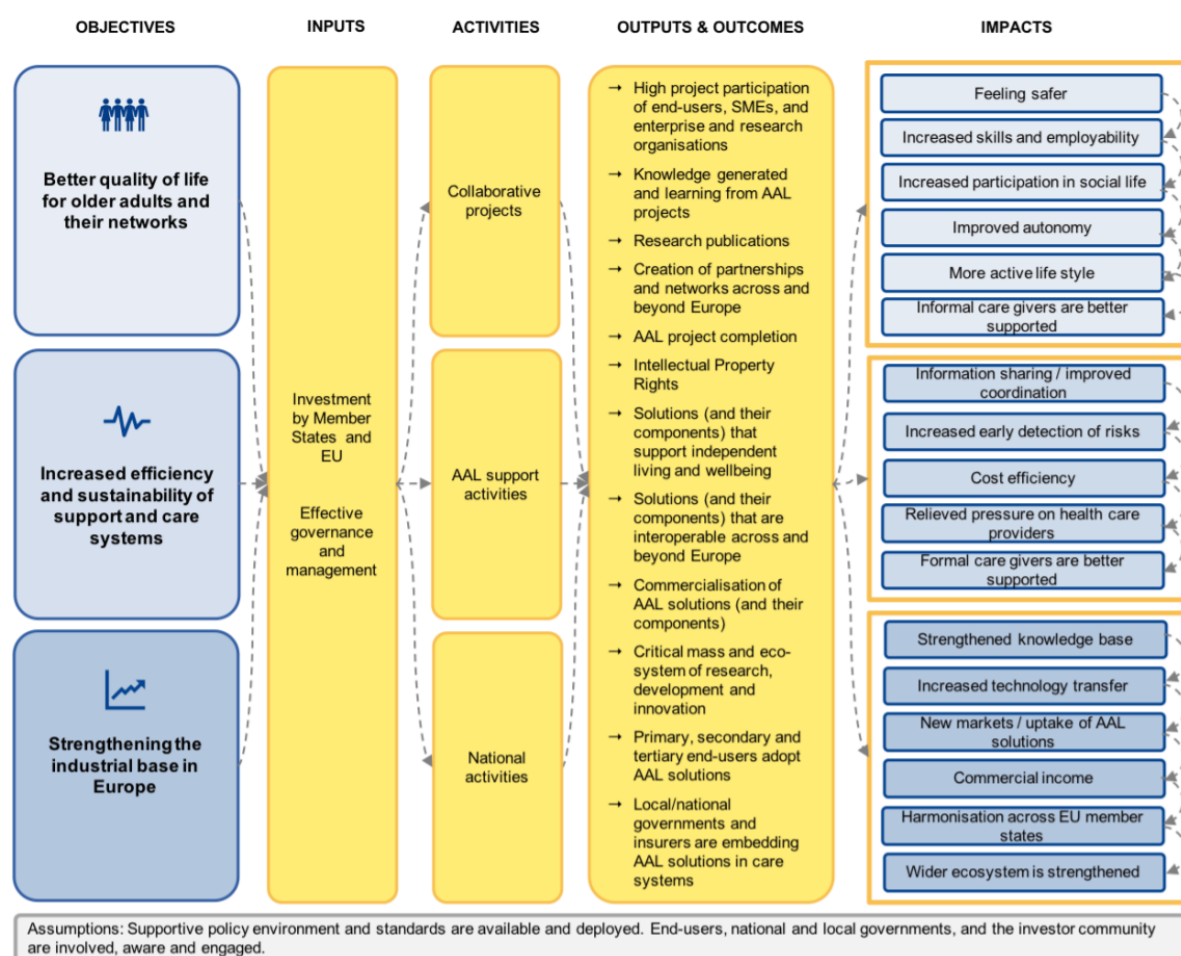 OBJECTIVES
INPUTS
ACTIVITIES
OUTPUTS & OUTCOMES
IMPACTS
Better quality of life
for older adults and
their networks
Increased efficiency
and sustainability of
support and care
systems
Strengthening the
industrial base in
Europe
Investment
by Member
States and
EU
Effective
governance
and
management
Collaborative
projects
AAL support
activities
National
activities
→ High project participation
of end-users, SMEs, and
enterprise and research
organisations
→ Knowledge generated
and learning from AAL
projects
→ Research publications
→ Creation of partnerships
and networks across and
beyond Europe
→ AAL project completion
→ Intellectual Property
Rights
→ Solutions (and their
components) that
support independent
living and wellbeing
→ Solutions (and their
components) that are
interoperable across and
beyond Europe
→ Commercialisation of
AAL solutions (and their
components)
→ Critical mass and eco-
system of research,
development and
innovation
→ Primary, secondary and
tertiary end-users adopt
AAL solutions
→ Local/national
governments and
insurers are embedding
AAL solutions in care
systems
Feeling safer
Increased skills and employability
Increased participation in social life
Improved autonomy
More active life style
Informal care givers are better
supported
Information sharing / improved
coordination
Increased early detection of risks
Cost efficiency
Relieved pressure on health care
providers
Formal care givers are better
supported
Strengthened knowledge base
Increased technology transfer
New markets / uptake of AAL
solutions
Commercial income
Harmonisation across EU member
states
Wider ecosystem is strengthened
Assumptions: Supportive policy environment and standards are available and deployed. End-users, national and local governments, and the investor community
are involved, aware and engaged.